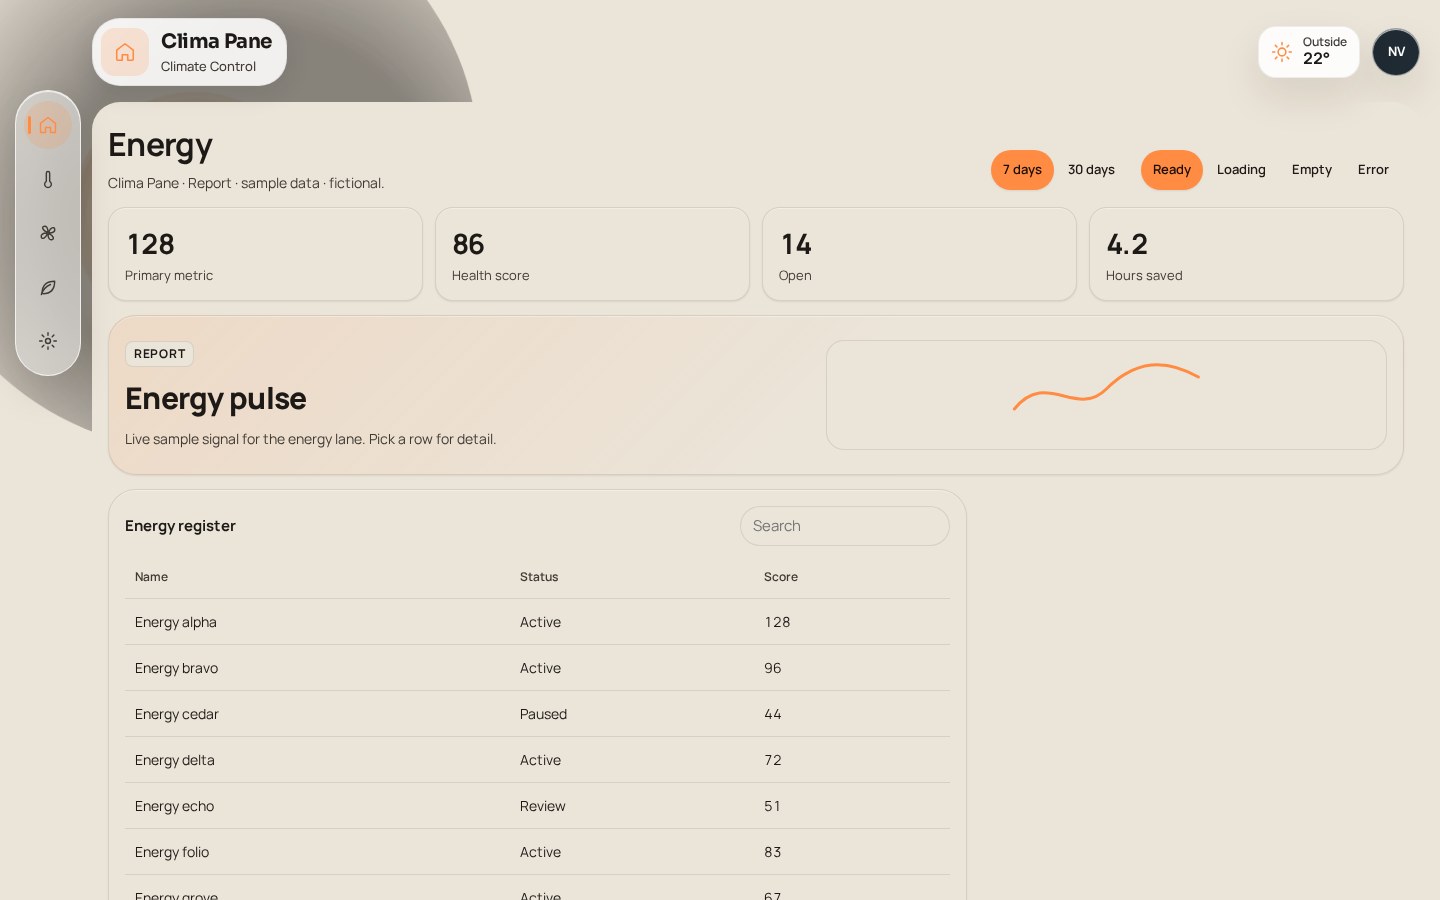 Clima Pane
Climate Control
Outside
22°
NV
Energy
Clima Pane · Report · sample data · fictional.
7 days
30 days
Ready
Loading
Empty
Error
128
Primary metric
86
Health score
14
Open
4.2
Hours saved
REPORT
Energy pulse
Live sample signal for the energy lane. Pick a row for detail.
Energy register
Search
Name Status Score
Energy alpha Active 128
Energy bravo Active 96
Energy cedar Paused 44
Energy delta Active 72
Energy echo Review 51
Energy folio Active 83
Energy grove Active 67